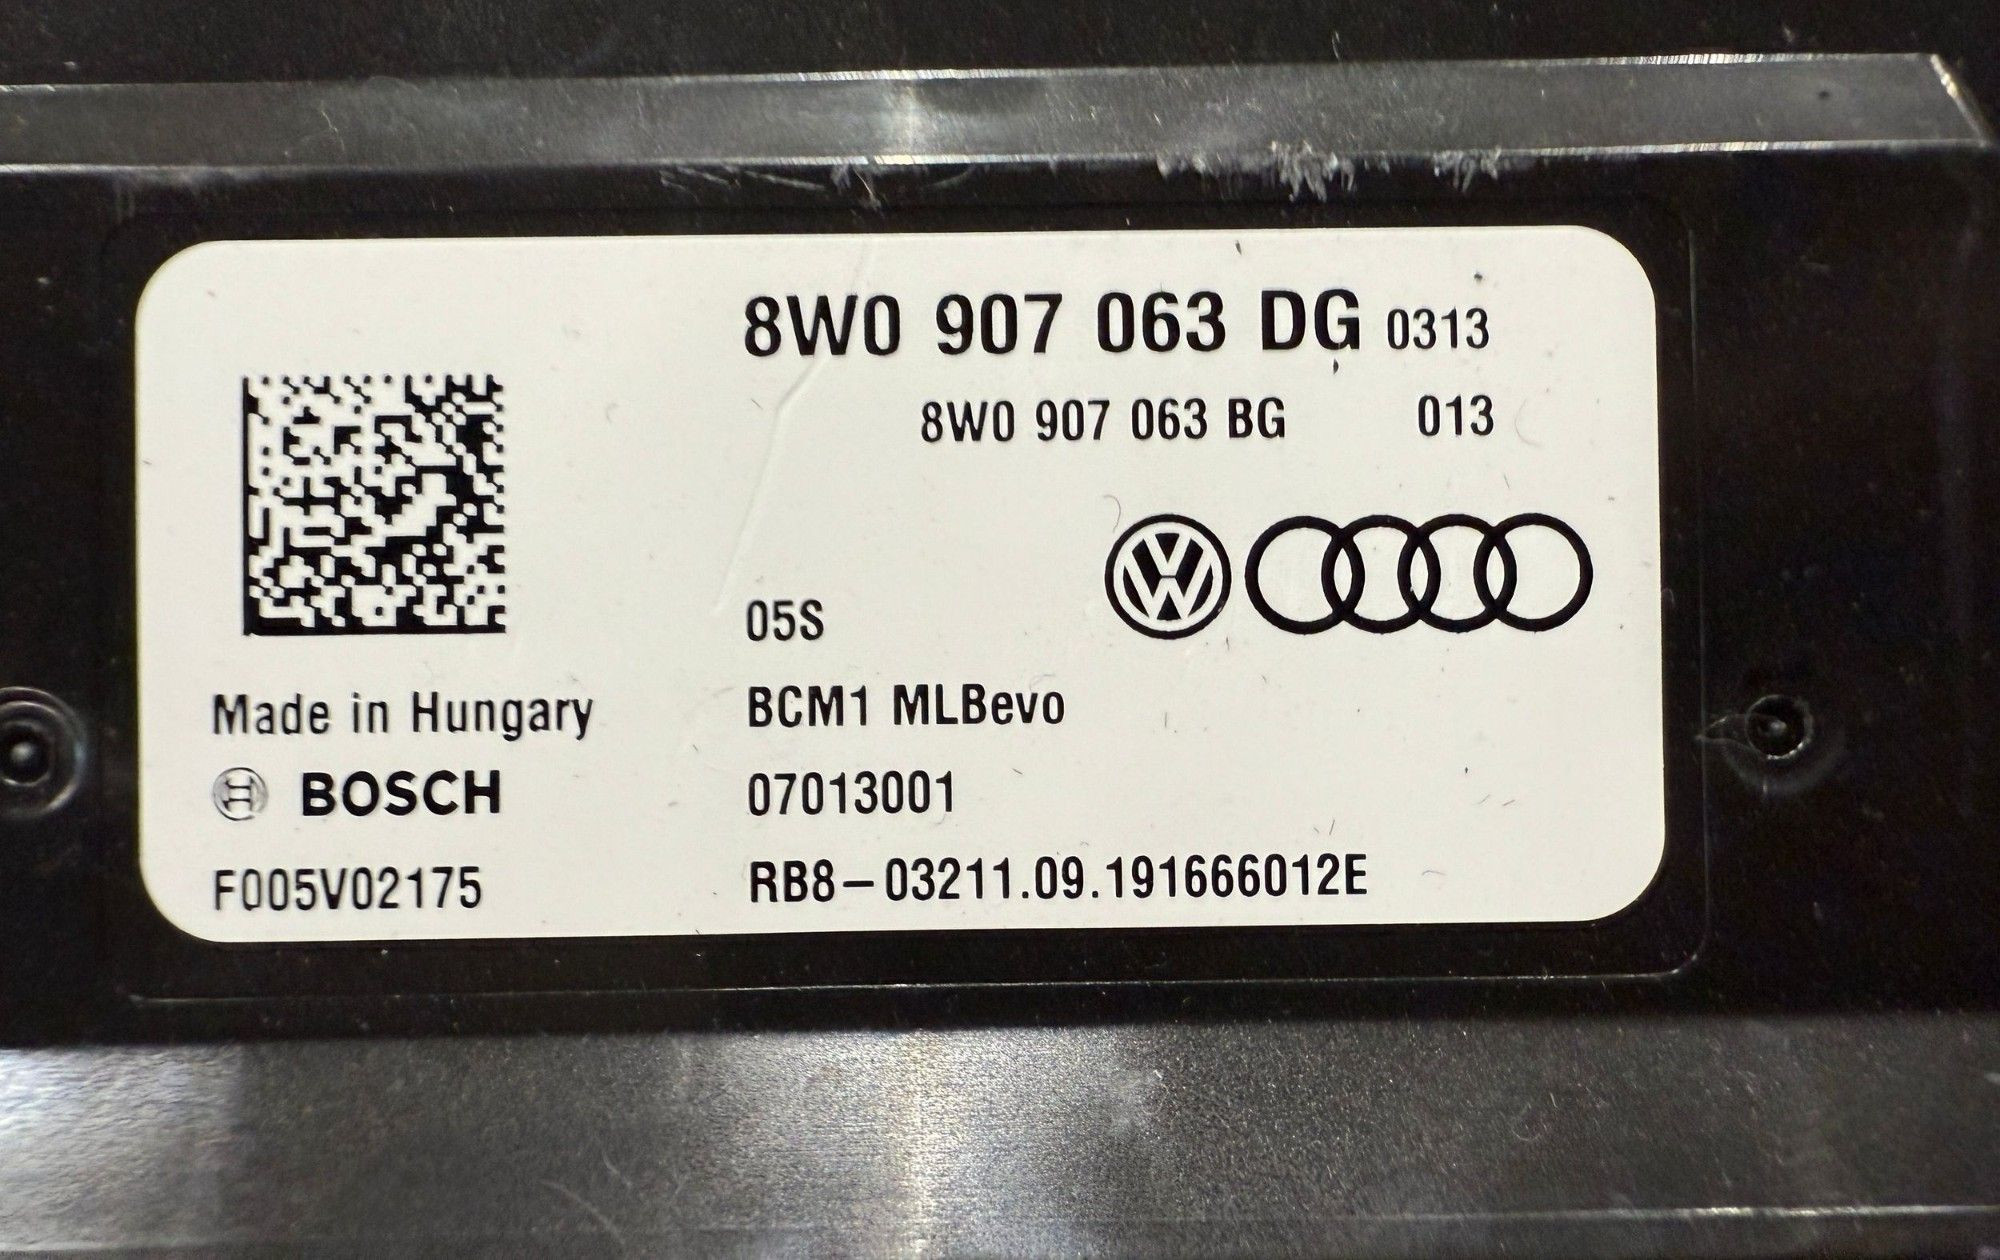 8W0 907 063 DG 0313
8W0 907 063 BG 013
05S
Made in Hungary
BCM1 MLBevo
BOSCH
07013001
F005V02175
RB8-03211.09.191666012E